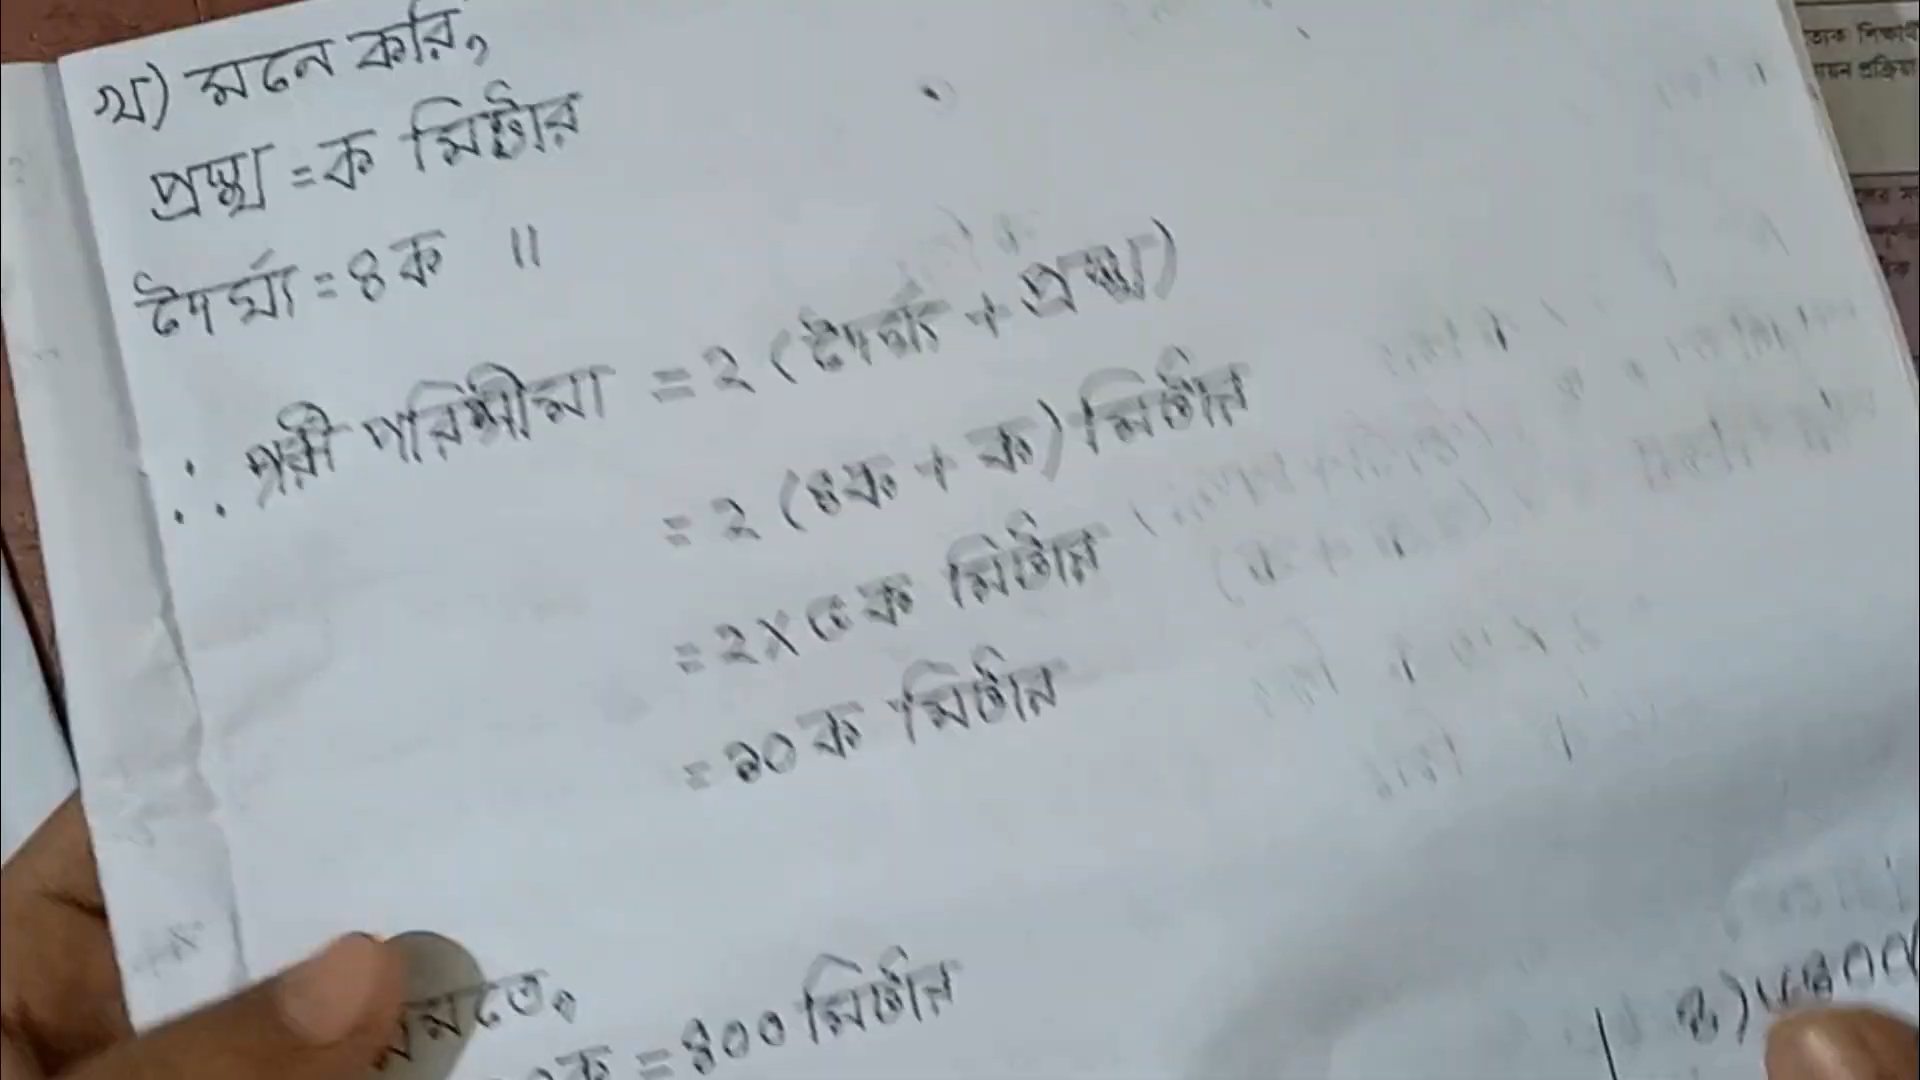 খ) মনে করি,
প্রস্থ = ক মিটার
দৈর্ঘ্য = ৪ক "
∴ পরিসীমা = ২ (দৈর্ঘ্য + প্রস্থ)
= ২ (৪ক + ক) মিটার
= ২ × ৫ক মিটার
= ১০ক মিটার
মতে,
ক = ৪০০ মিটার